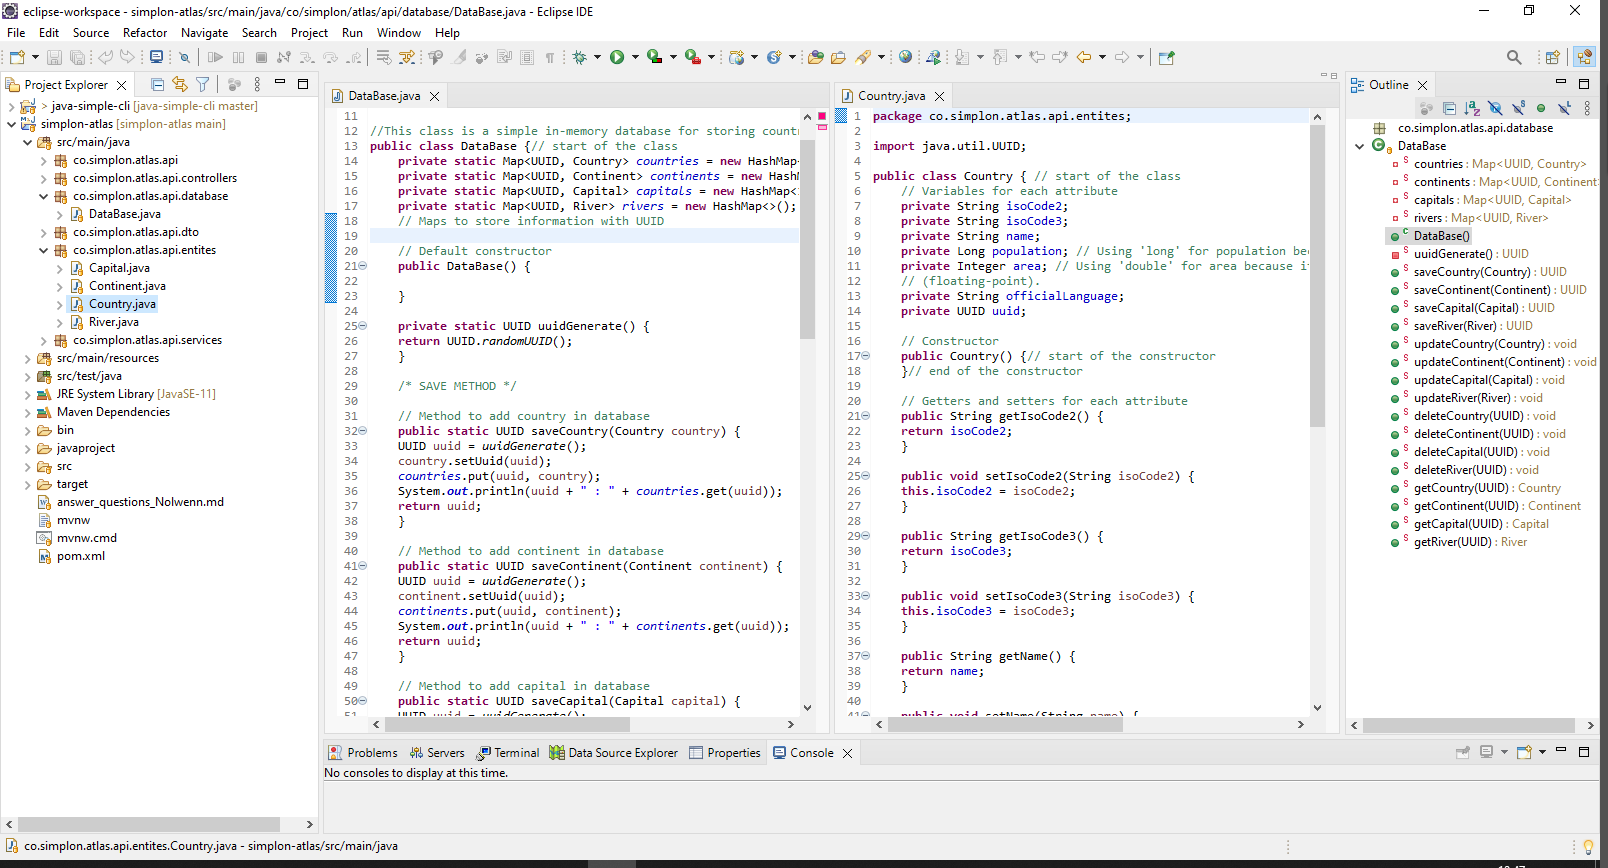 eclipse-workspace - simplon-atlas/src/main/java/co/simplon/atlas/api/database/DataBase.java - Eclipse IDE
File Edit Source Refactor Navigate Search Project Run Window Help
Project Explorer
> java-simple-cli [java-simple-cli master]
simplon-atlas [simplon-atlas main]
src/main/java
co.simplon.atlas.api
co.simplon.atlas.api.controllers
co.simplon.atlas.api.database
DataBase.java
co.simplon.atlas.api.dto
co.simplon.atlas.api.entites
Capital.java
Continent.java
Country.java
River.java
co.simplon.atlas.api.services
src/main/resources
src/test/java
JRE System Library [JavaSE-11]
Maven Dependencies
bin
javaproject
src
target
answer_questions_Nolwenn.md
mvnw
mvnw.cmd
pom.xml
DataBase.java
11
12 //This class is a simple in-memory database for storing countr
13 public class DataBase {// start of the class
14 private static Map<UUID, Country> countries = new HashMap
15 private static Map<UUID, Continent> continents = new Hash
16 private static Map<UUID, Capital> capitals = new HashMap<
17 private static Map<UUID, River> rivers = new HashMap<>();
18 // Maps to store information with UUID
19
20 // Default constructor
21 public DataBase() {
22
23 }
24
25 private static UUID uuidGenerate() {
26 return UUID.randomUUID();
27 }
28
29 /* SAVE METHOD */
30
31 // Method to add country in database
32 public static UUID saveCountry(Country country) {
33 UUID uuid = uuidGenerate();
34 country.setUuid(uuid);
35 countries.put(uuid, country);
36 System.out.println(uuid + " : " + countries.get(uuid));
37 return uuid;
38 }
39
40 // Method to add continent in database
41 public static UUID saveContinent(Continent continent) {
42 UUID uuid = uuidGenerate();
43 continent.setUuid(uuid);
44 continents.put(uuid, continent);
45 System.out.println(uuid + " : " + continents.get(uuid));
46 return uuid;
47 }
48
49 // Method to add capital in database
50 public static UUID saveCapital(Capital capital) {
51 UUID uuid = uuidGenerate();
Country.java
1 package co.simplon.atlas.api.entites;
2
3 import java.util.UUID;
4
5 public class Country { // start of the class
6 // Variables for each attribute
7 private String isoCode2;
8 private String isoCode3;
9 private String name;
10 private Long population; // Using 'long' for population be
11 private Integer area; // Using 'double' for area because i
12 // (floating-point).
13 private String officialLanguage;
14 private UUID uuid;
15
16 // Constructor
17 public Country() {// start of the constructor
18 }// end of the constructor
19
20 // Getters and setters for each attribute
21 public String getIsoCode2() {
22 return isoCode2;
23 }
24
25 public void setIsoCode2(String isoCode2) {
26 this.isoCode2 = isoCode2;
27 }
28
29 public String getIsoCode3() {
30 return isoCode3;
31 }
32
33 public void setIsoCode3(String isoCode3) {
34 this.isoCode3 = isoCode3;
35 }
36
37 public String getName() {
38 return name;
39 }
40
41 public void setName(String name) {
Outline
co.simplon.atlas.api.database
DataBase
countries : Map<UUID, Country>
continents : Map<UUID, Continent
capitals : Map<UUID, Capital>
rivers : Map<UUID, River>
DataBase()
uuidGenerate() : UUID
saveCountry(Country) : UUID
saveContinent(Continent) : UUID
saveCapital(Capital) : UUID
saveRiver(River) : UUID
updateCountry(Country) : void
updateContinent(Continent) : void
updateCapital(Capital) : void
updateRiver(River) : void
deleteCountry(UUID) : void
deleteContinent(UUID) : void
deleteCapital(UUID) : void
deleteRiver(UUID) : void
getCountry(UUID) : Country
getContinent(UUID) : Continent
getCapital(UUID) : Capital
getRiver(UUID) : River
Problems Servers Terminal Data Source Explorer Properties Console
No consoles to display at this time.
co.simplon.atlas.api.entites.Country.java - simplon-atlas/src/main/java